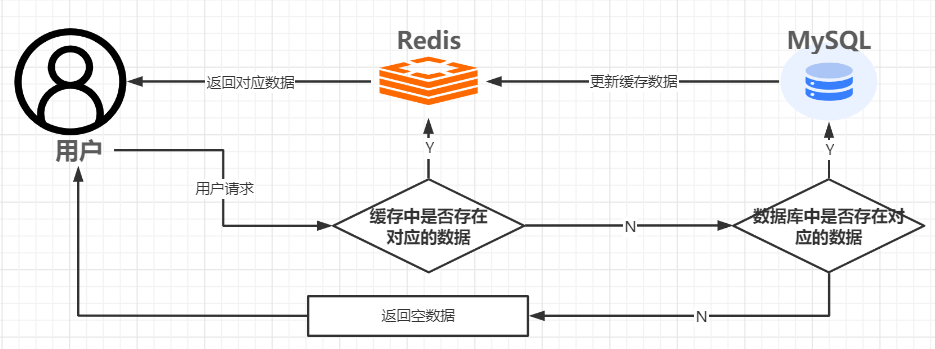 Redis
MySQL
返回对应数据
更新缓存数据
用户
Y
Y
用户请求
缓存中是否存在
对应的数据
N
数据库中是否存在对
应的数据
返回空数据
N